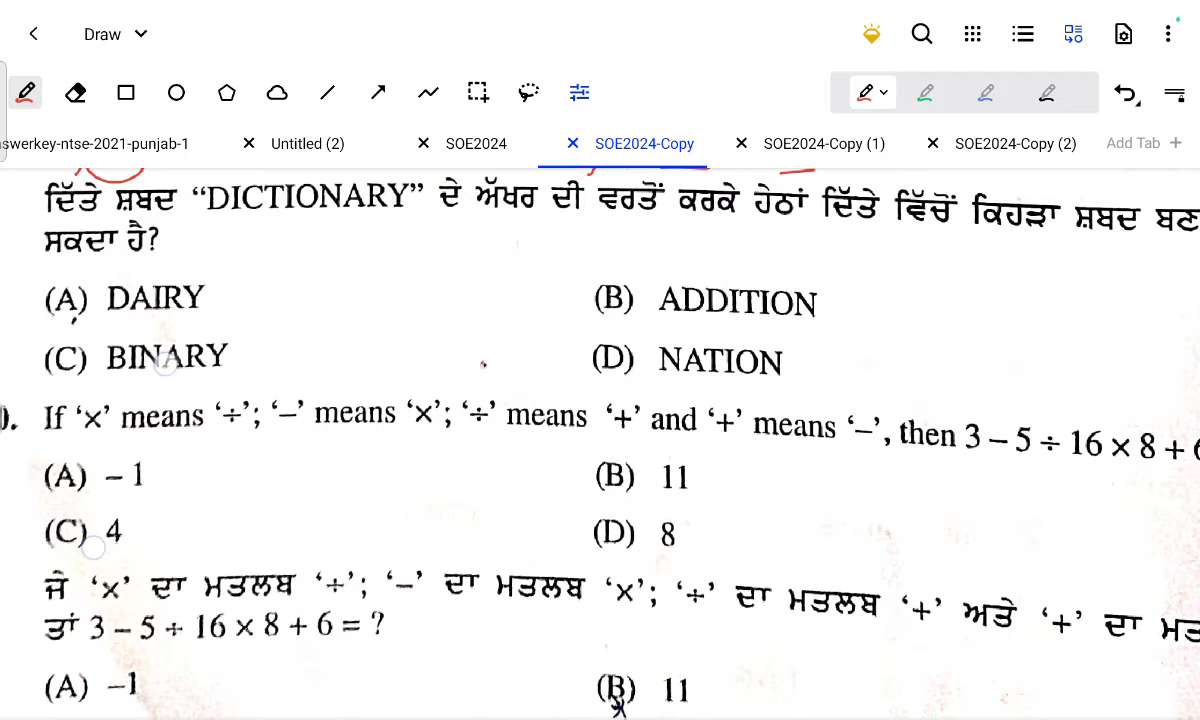 Draw
swerkey-ntse-2021-punjab-1 Untitled (2) SOE2024 SOE2024-Copy SOE2024-Copy (1) SOE2024-Copy (2) Add Tab +
ਦਿੱਤੇ ਸ਼ਬਦ “DICTIONARY” ਦੇ ਅੱਖਰ ਦੀ ਵਰਤੋਂ ਕਰਕੇ ਹੇਠਾਂ ਦਿੱਤੇ ਵਿੱਚੋਂ ਕਿਹੜਾ ਸ਼ਬਦ ਬਣ
ਸਕਦਾ ਹੈ?
(A) DAIRY (B) ADDITION
(C) BINARY (D) NATION
). If ‘×’ means ‘÷’; ‘–’ means ‘×’; ‘÷’ means ‘+’ and ‘+’ means ‘–’, then 3 – 5 ÷ 16 × 8 + 6
(A) – 1 (B) 11
(C) 4 (D) 8
ਜੇ ‘×’ ਦਾ ਮਤਲਬ ‘÷’; ‘–’ ਦਾ ਮਤਲਬ ‘×’; ‘÷’ ਦਾ ਮਤਲਬ ‘+’ ਅਤੇ ‘+’ ਦਾ ਮਤ
ਤਾਂ 3 – 5 ÷ 16 × 8 + 6 = ?
(A) –1 (B) 11